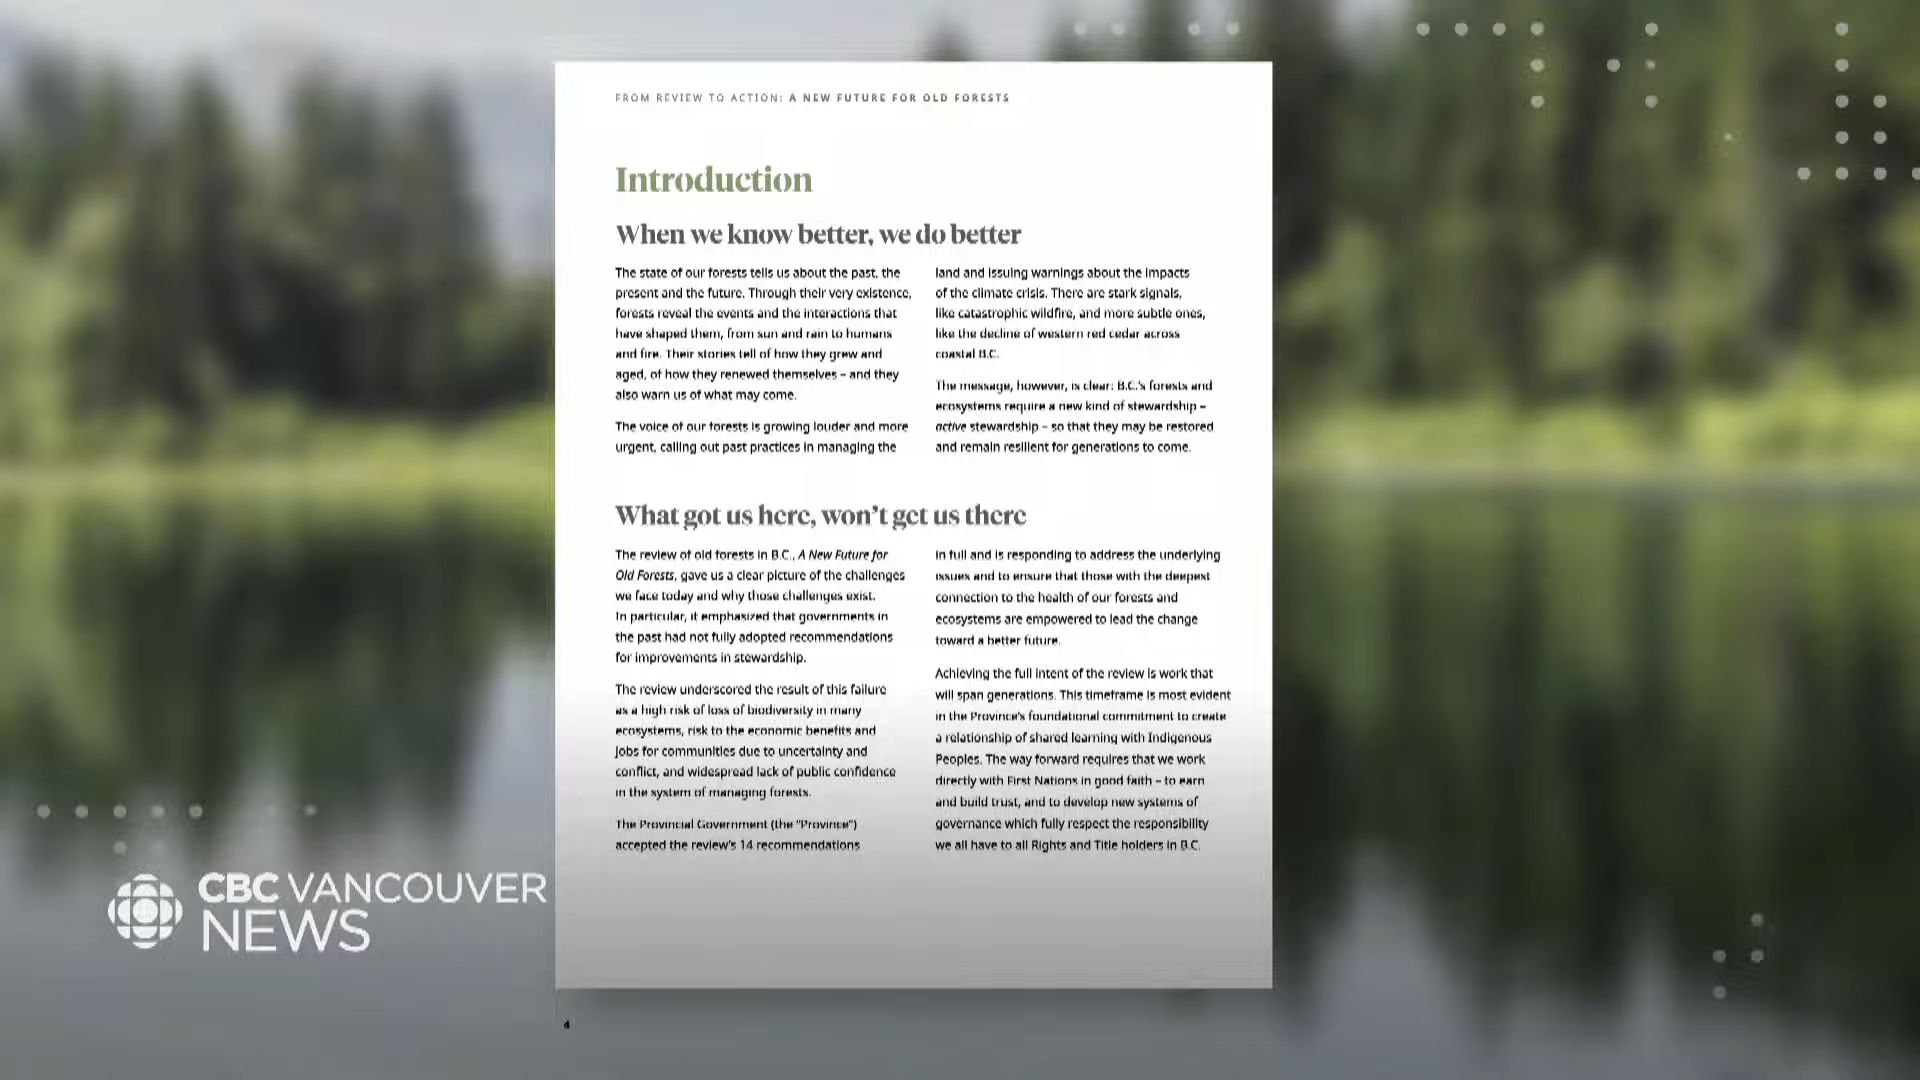 FROM REVIEW TO ACTION: A NEW FUTURE FOR OLD FORESTS
Introduction
When we know better, we do better
The state of our forests tells us about the past, the
present and the future. Through their very existence,
forests reveal the events and the interactions that
have shaped them, from sun and rain to humans
and fire. Their stories tell of how they grew and
aged, of how they renewed themselves – and they
also warn us of what may come.
The voice of our forests is growing louder and more
urgent, calling out past practices in managing the
land and issuing warnings about the impacts
of the climate crisis. There are stark signals,
like catastrophic wildfire, and more subtle ones,
like the decline of western red cedar across
coastal B.C.
The message, however, is clear: B.C.'s forests and
ecosystems require a new kind of stewardship –
active stewardship – so that they may be restored
and remain resilient for generations to come.
What got us here, won't get us there
The review of old forests in B.C., A New Future for
Old Forests, gave us a clear picture of the challenges
we face today and why those challenges exist.
In particular, it emphasized that governments in
the past had not fully adopted recommendations
for improvements in stewardship.
The review underscored the result of this failure
as a high risk of loss of biodiversity in many
ecosystems, risk to the economic benefits and
jobs for communities due to uncertainty and
conflict, and widespread lack of public confidence
in the system of managing forests.
The Provincial Government (the "Province")
accepted the review's 14 recommendations
in full and is responding to address the underlying
issues and to ensure that those with the deepest
connection to the health of our forests and
ecosystems are empowered to lead the change
toward a better future.
Achieving the full intent of the review is work that
will span generations. This timeframe is most evident
in the Province's foundational commitment to create
a relationship of shared learning with Indigenous
Peoples. The way forward requires that we work
directly with First Nations in good faith – to earn
and build trust, and to develop new systems of
governance which fully respect the responsibility
we all have to all Rights and Title holders in B.C.
CBC VANCOUVER
NEWS